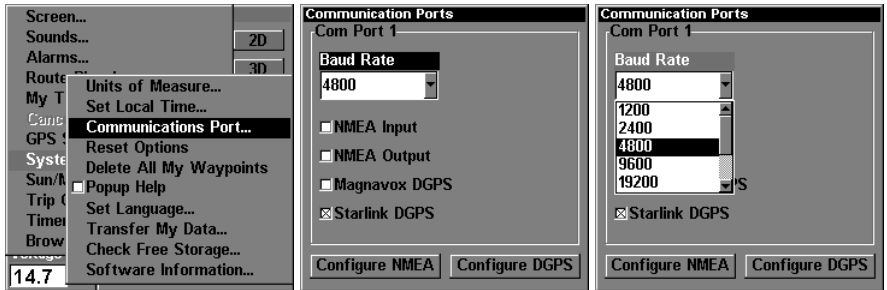 Screen...
Sounds...
Alarms...
Route
My T
Canc
GPS S
Syste
Sun/M
Trip C
Timer
Brow
14.7
2D
3D
Units of Measure...
Set Local Time...
Communications Port...
Reset Options
Delete All My Waypoints
Popup Help
Set Language...
Transfer My Data...
Check Free Storage...
Software Information...
Communication Ports
Com Port 1
Baud Rate
4800
NMEA Input
NMEA Output
Magnavox DGPS
Starlink DGPS
Configure NMEA
Configure DGPS
Communication Ports
Com Port 1
Baud Rate
4800
1200
2400
4800
9600
19200
PS
Starlink DGPS
Configure NMEA
Configure DGPS